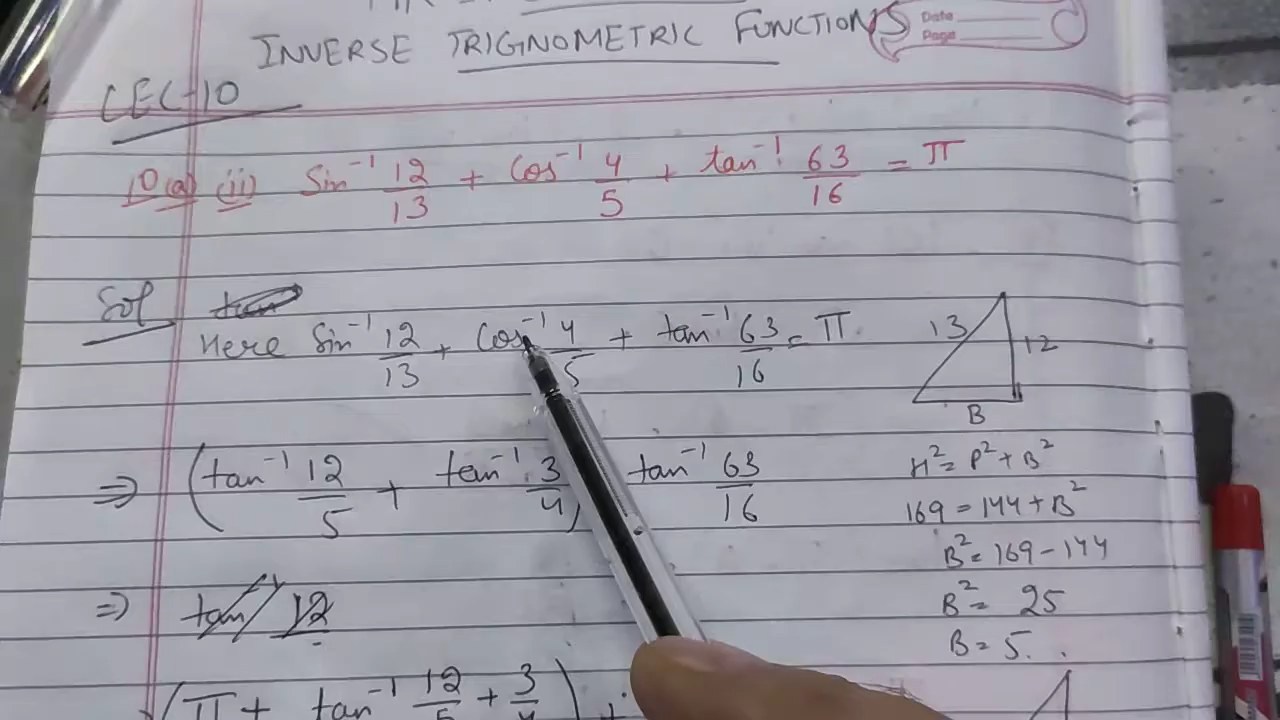 INVERSE TRIGNOMETRIC FUNCTIONS
Date
Page
CEC-10
10(a) (ii) Sin⁻¹ 12/13 + Cos⁻¹ 4/5 + tan⁻¹ 63/16 = π
Sol
Here Sin⁻¹ 12/13 + Cos⁻¹ 4/5 + tan⁻¹ 63/16 = π
13
12
B
⇒ (tan⁻¹ 12/5 + tan⁻¹ 3/4) tan⁻¹ 63/16
H² = P² + B²
169 = 144 + B²
B² = 169 - 144
⇒ tan 12
B² = 25
B = 5.
(π + tan⁻¹ 12/5 + 3/4) +